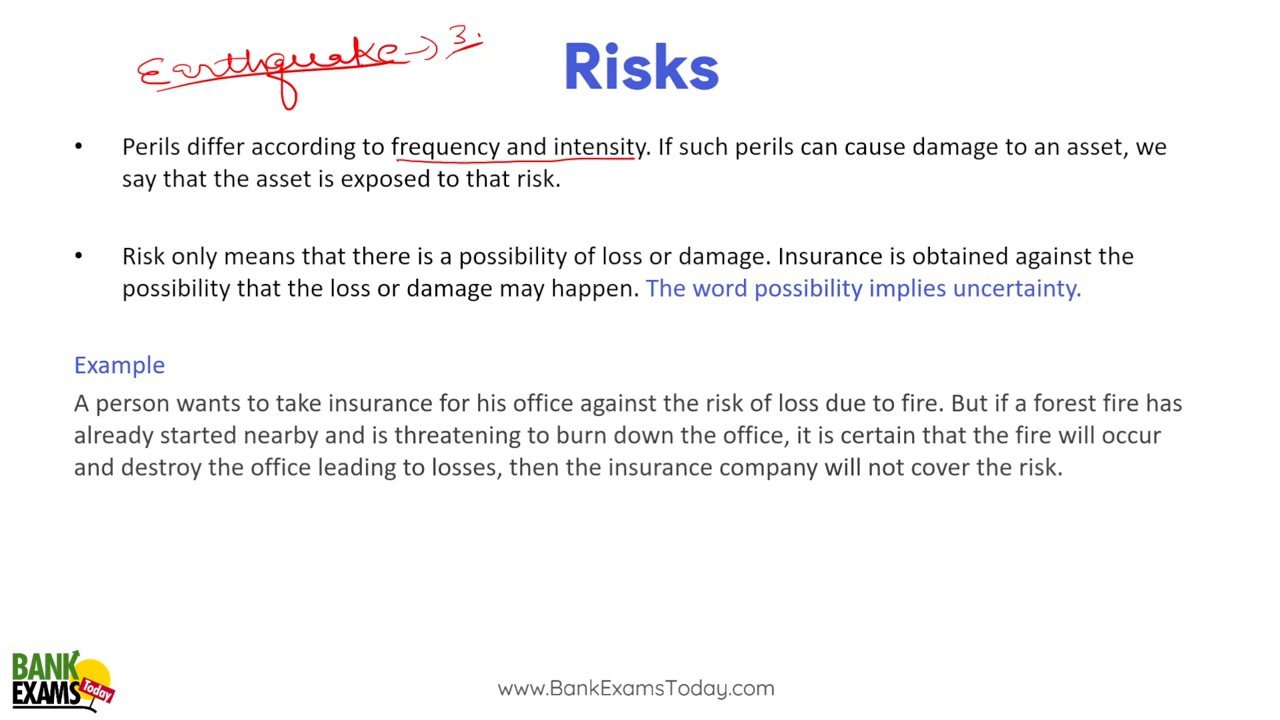 Earthquake → 3.
Risks
• Perils differ according to frequency and intensity. If such perils can cause damage to an asset, we
say that the asset is exposed to that risk.
• Risk only means that there is a possibility of loss or damage. Insurance is obtained against the
possibility that the loss or damage may happen. The word possibility implies uncertainty.
Example
A person wants to take insurance for his office against the risk of loss due to fire. But if a forest fire has
already started nearby and is threatening to burn down the office, it is certain that the fire will occur
and destroy the office leading to losses, then the insurance company will not cover the risk.
BANK
EXAMS
Today
www.BankExamsToday.com